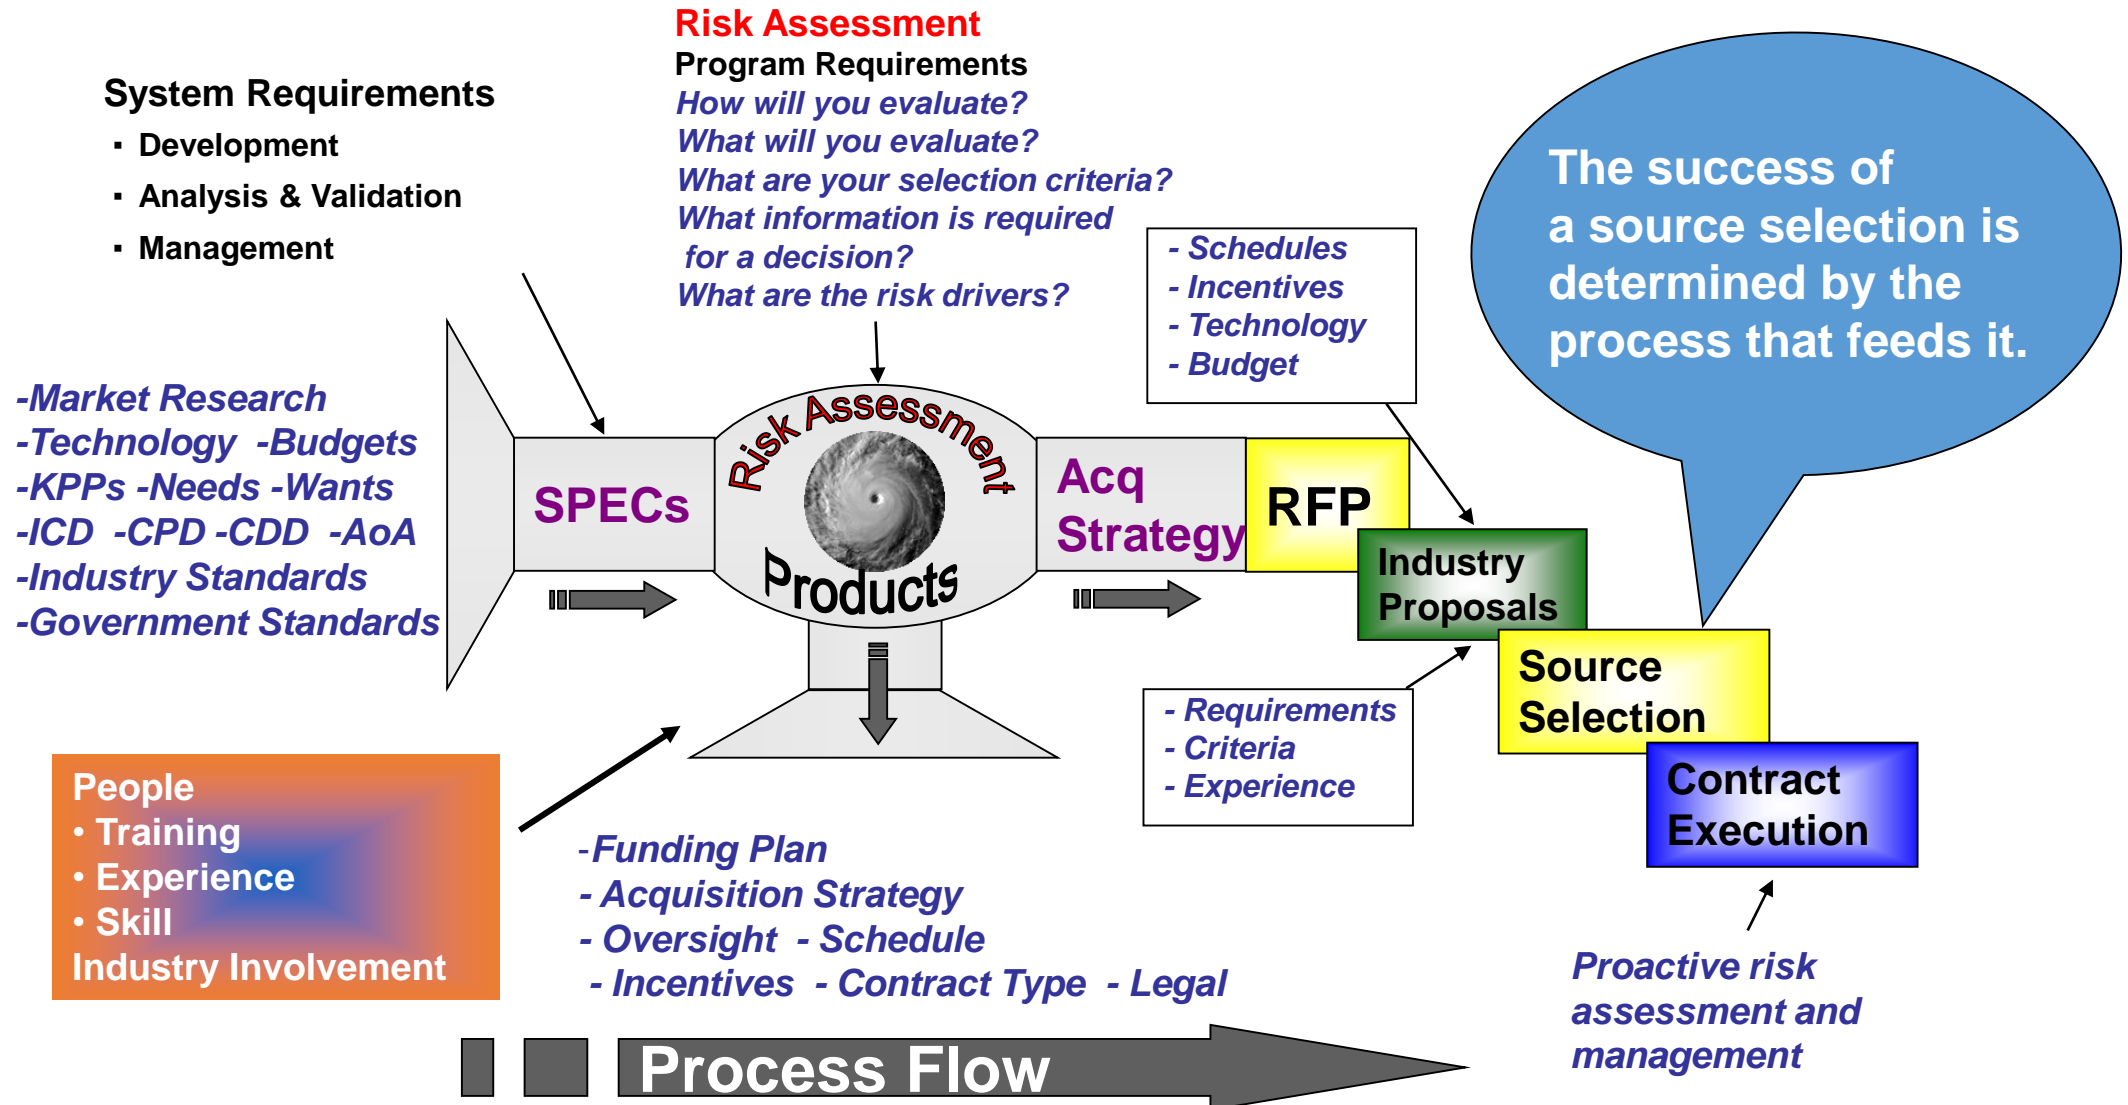 Risk Assessment
Program Requirements
How will you evaluate?
What will you evaluate?
What are your selection criteria?
What information is required
for a decision?
What are the risk drivers?
System Requirements
▪ Development
▪ Analysis & Validation
▪ Management
The success of
a source selection is
determined by the
process that feeds it.
- Schedules
- Incentives
- Technology
- Budget
-Market Research
-Technology -Budgets
-KPPs -Needs -Wants
-ICD -CPD -CDD -AoA
-Industry Standards
-Government Standards
SPECs
Risk Assessment
Products
Acq
Strategy
RFP
Industry
Proposals
Source
Selection
Contract
Execution
- Requirements
- Criteria
- Experience
People
• Training
• Experience
• Skill
Industry Involvement
-Funding Plan
- Acquisition Strategy
- Oversight - Schedule
- Incentives - Contract Type - Legal
Proactive risk
assessment and
management
Process Flow